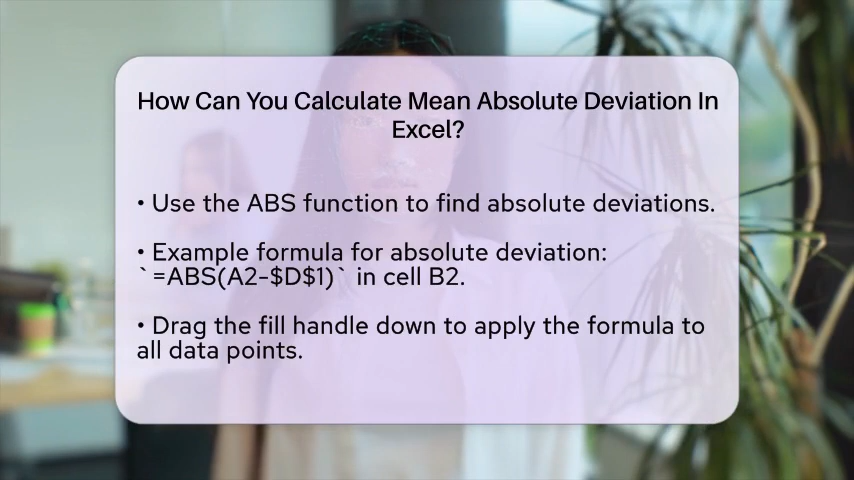 How Can You Calculate Mean Absolute Deviation In
Excel?
• Use the ABS function to find absolute deviations.
• Example formula for absolute deviation:
`=ABS(A2-$D$1)` in cell B2.
• Drag the fill handle down to apply the formula to
all data points.